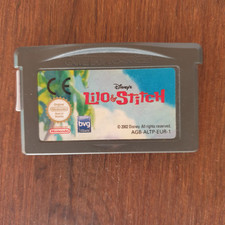 CE
Disney's
LILO & STITCH
Nintendo
bvg
© 2002 Disney. All rights reserved.
AGB ALTP EUR-1